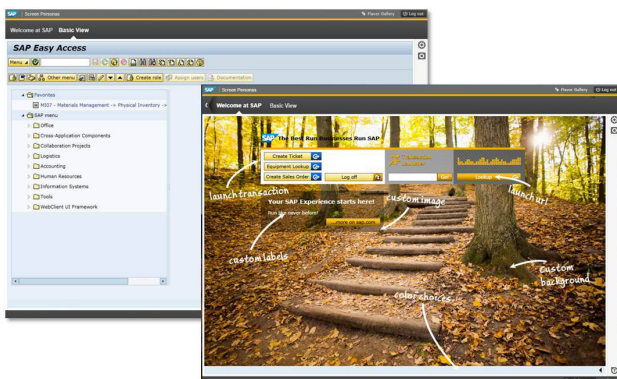 SAP Screen Personas
Flavor Gallery Log out
Welcome at SAP Basic View
SAP Easy Access
Menu
Other menu Create role Assign users Documentation
Favorites
MI07 - Materials Management -> Physical Inventory ->
SAP menu
Office
Cross-Application Components
Collaboration Projects
Logistics
Accounting
Human Resources
Information Systems
Tools
WebClient UI Framework
SAP Screen Personas
Flavor Gallery Log out
Welcome at SAP Basic View
SAP The Best Run Businesses Run SAP
Create Ticket
Equipment Lookup
Create Sales Order
Log off
Lookup
launch transaction
custom image
launch url
Your SAP Experience starts here!
Run like never before!
more on sap.com
custom labels
custom background
color choices